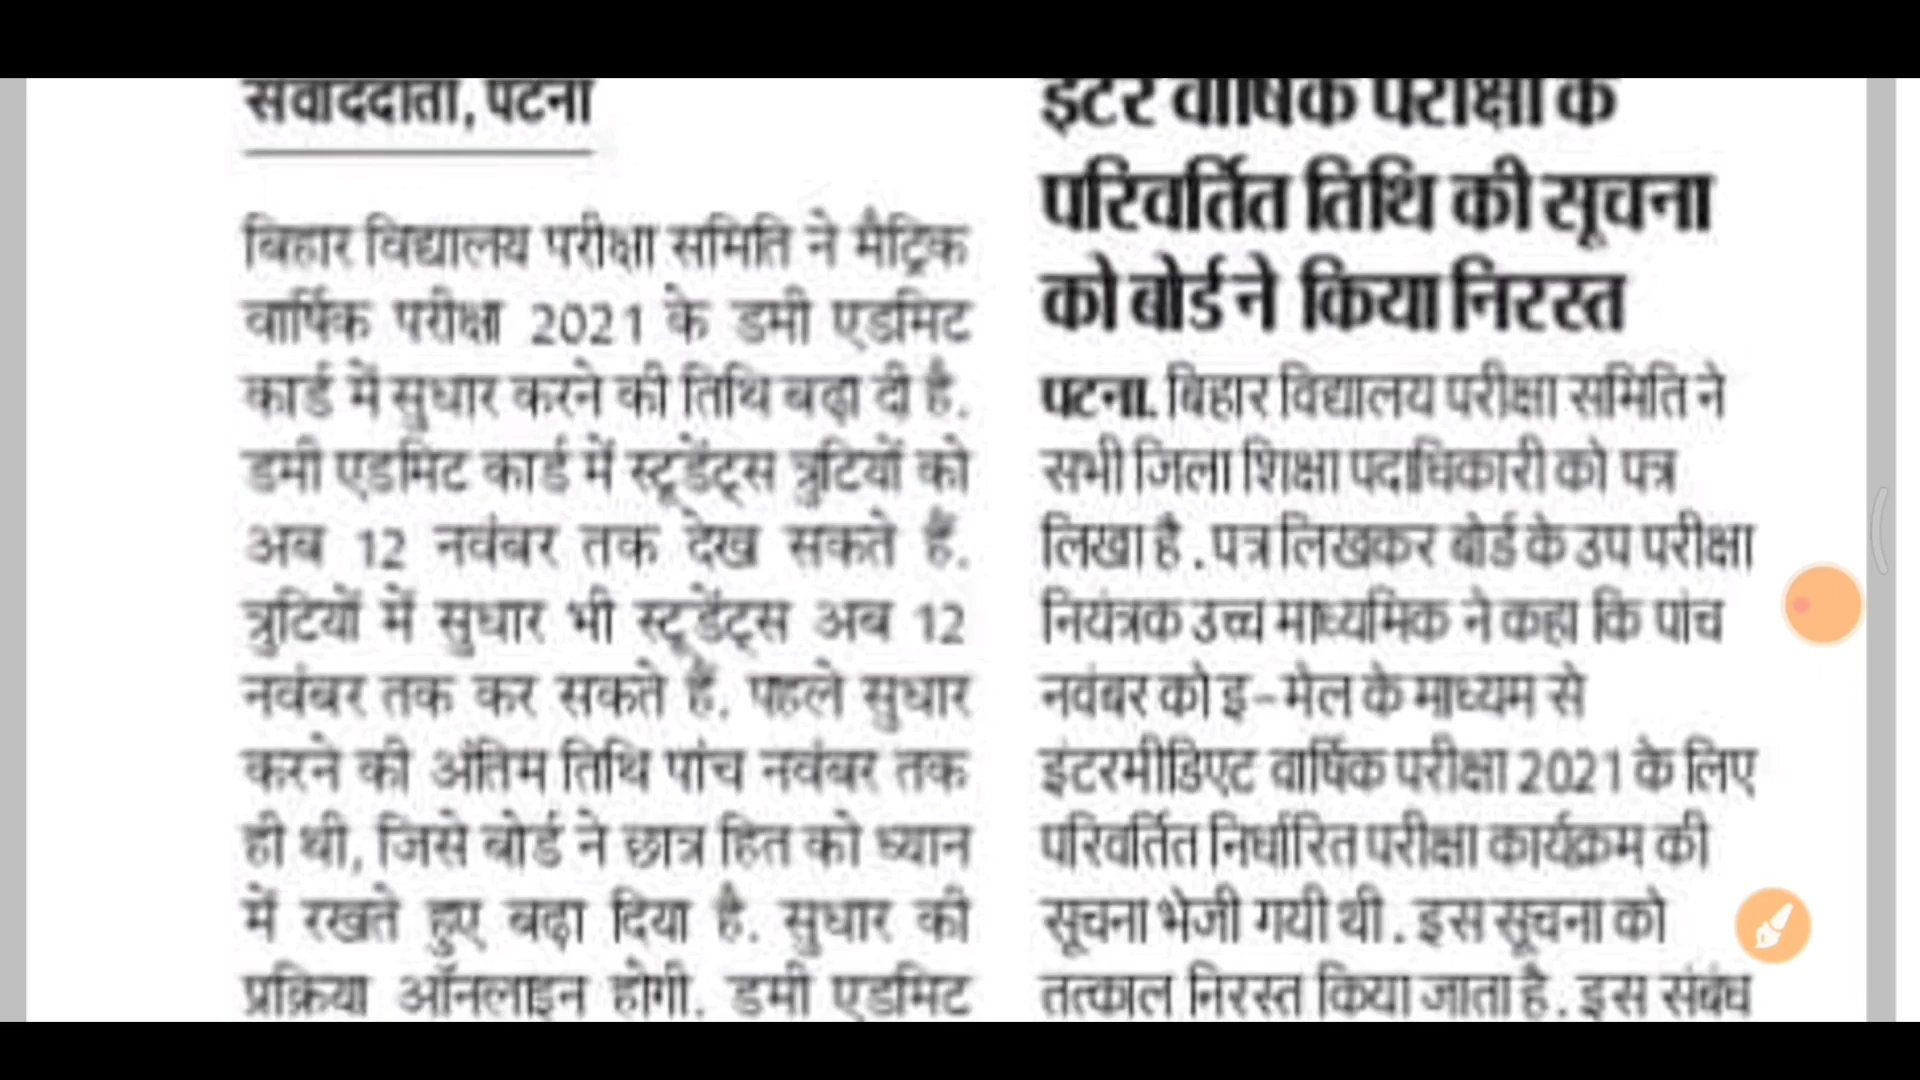 संवाददाता, पटना
बिहार विद्यालय परीक्षा समिति ने मैट्रिक
वार्षिक परीक्षा 2021 के डमी एडमिट
कार्ड में सुधार करने की तिथि बढ़ा दी है.
डमी एडमिट कार्ड में स्टूडेंट्स त्रुटियों को
अब 12 नवंबर तक देख सकते हैं.
त्रुटियों में सुधार भी स्टूडेंट्स अब 12
नवंबर तक कर सकते हैं. पहले सुधार
करने की अंतिम तिथि पांच नवंबर तक
ही थी, जिसे बोर्ड ने छात्र हित को ध्यान
में रखते हुए बढ़ा दिया है. सुधार की
प्रक्रिया ऑनलाइन होगी. डमी एडमिट
इंटर वार्षिक परीक्षा के
परिवर्तित तिथि की सूचना
को बोर्ड ने किया निरस्त
पटना. बिहार विद्यालय परीक्षा समिति ने
सभी जिला शिक्षा पदाधिकारी को पत्र
लिखा है . पत्र लिखकर बोर्ड के उप परीक्षा
नियंत्रक उच्च माध्यमिक ने कहा कि पांच
नवंबर को इ-मेल के माध्यम से
इंटरमीडिएट वार्षिक परीक्षा 2021 के लिए
परिवर्तित निर्धारित परीक्षा कार्यक्रम की
सूचना भेजी गयी थी . इस सूचना को
तत्काल निरस्त किया जाता है . इस संबंध